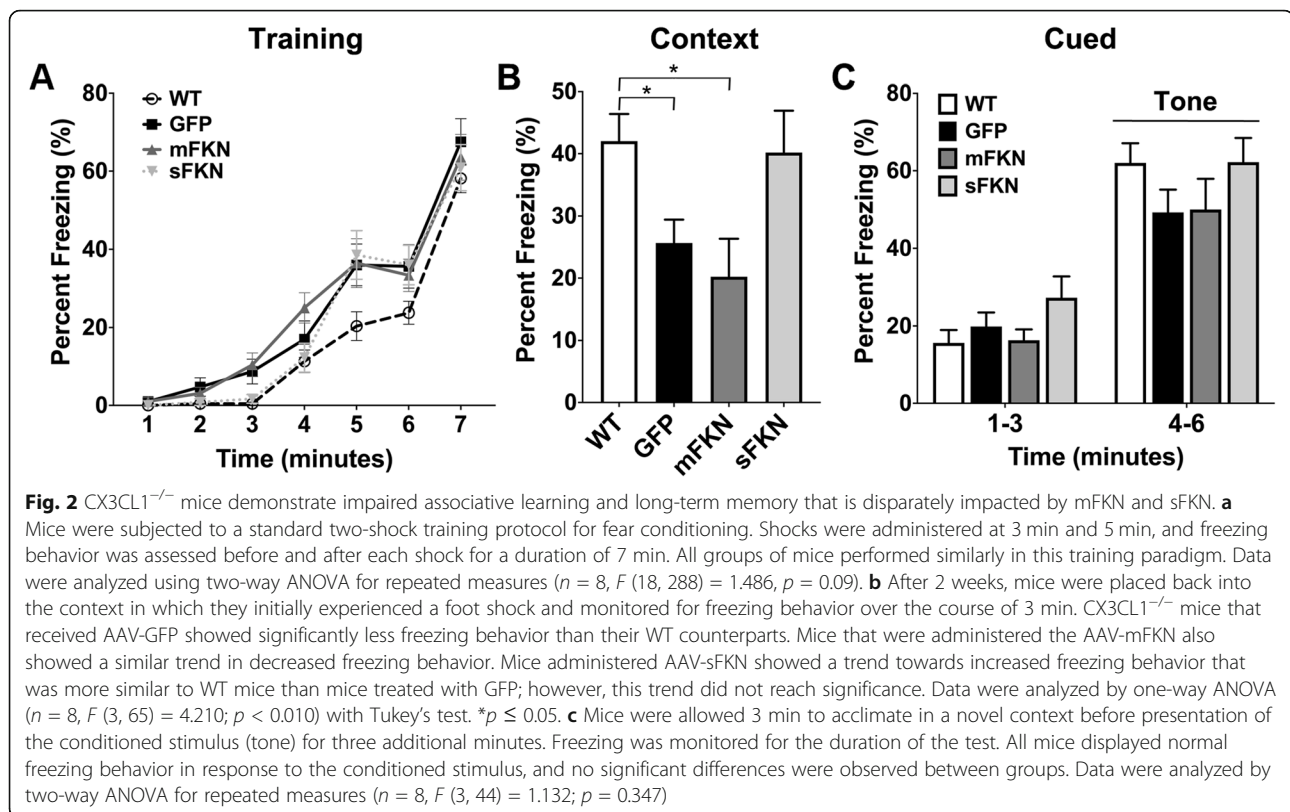 Training
Context
Cued
A
B
C
WT
GFP
mFKN
sFKN
Percent Freezing (%)
80
60
40
20
0
1 2 3 4 5 6 7
Time (minutes)
* 
*
Percent Freezing (%)
50
40
30
20
10
0
WT
GFP
mFKN
sFKN
WT
GFP
mFKN
sFKN
Tone
Percent Freezing (%)
80
60
40
20
0
1-3 4-6
Time (minutes)
Fig. 2 CX3CL1−/− mice demonstrate impaired associative learning and long-term memory that is disparately impacted by mFKN and sFKN. a
Mice were subjected to a standard two-shock training protocol for fear conditioning. Shocks were administered at 3 min and 5 min, and freezing
behavior was assessed before and after each shock for a duration of 7 min. All groups of mice performed similarly in this training paradigm. Data
were analyzed using two-way ANOVA for repeated measures (n = 8, F (18, 288) = 1.486, p = 0.09). b After 2 weeks, mice were placed back into
the context in which they initially experienced a foot shock and monitored for freezing behavior over the course of 3 min. CX3CL1−/− mice that
received AAV-GFP showed significantly less freezing behavior than their WT counterparts. Mice that were administered the AAV-mFKN also
showed a similar trend in decreased freezing behavior. Mice administered AAV-sFKN showed a trend towards increased freezing behavior that
was more similar to WT mice than mice treated with GFP; however, this trend did not reach significance. Data were analyzed by one-way ANOVA
(n = 8, F (3, 65) = 4.210; p < 0.010) with Tukey's test. *p ≤ 0.05. c Mice were allowed 3 min to acclimate in a novel context before presentation of
the conditioned stimulus (tone) for three additional minutes. Freezing was monitored for the duration of the test. All mice displayed normal
freezing behavior in response to the conditioned stimulus, and no significant differences were observed between groups. Data were analyzed by
two-way ANOVA for repeated measures (n = 8, F (3, 44) = 1.132; p = 0.347)